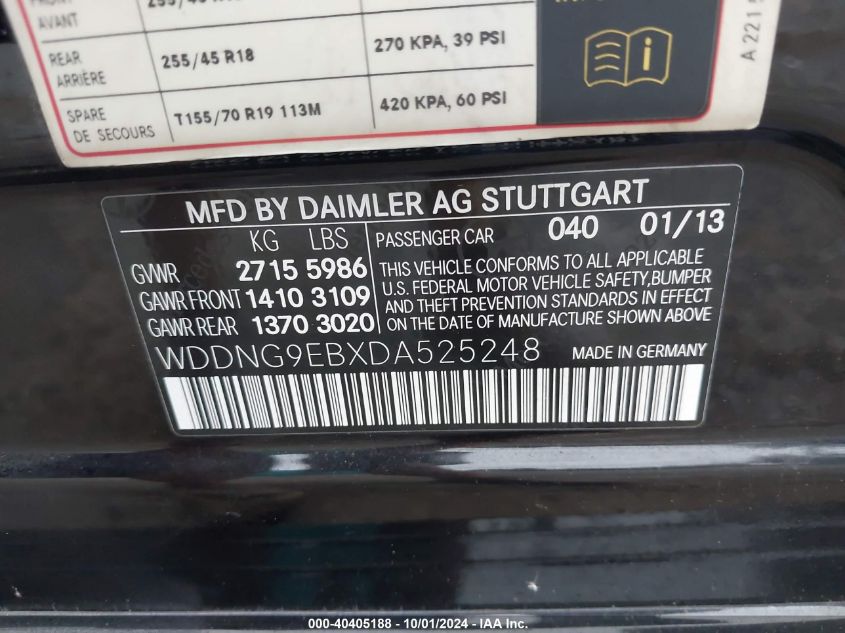 AVANT
REAR 255/45 R18 270 KPA, 39 PSI
ARRIÈRE
SPARE T155/70 R19 113M 420 KPA, 60 PSI
DE SECOURS
MFD BY DAIMLER AG STUTTGART
KG LBS PASSENGER CAR 040 01/13
GVWR 2715 5986
GAWR FRONT 1410 3109
GAWR REAR 1370 3020
THIS VEHICLE CONFORMS TO ALL APPLICABLE
U.S. FEDERAL MOTOR VEHICLE SAFETY,BUMPER
AND THEFT PREVENTION STANDARDS IN EFFECT
ON THE DATE OF MANUFACTURE SHOWN ABOVE
WDDNG9EBXDA525248 MADE IN GERMANY
000-40405188 - 10/01/2024 - IAA Inc.